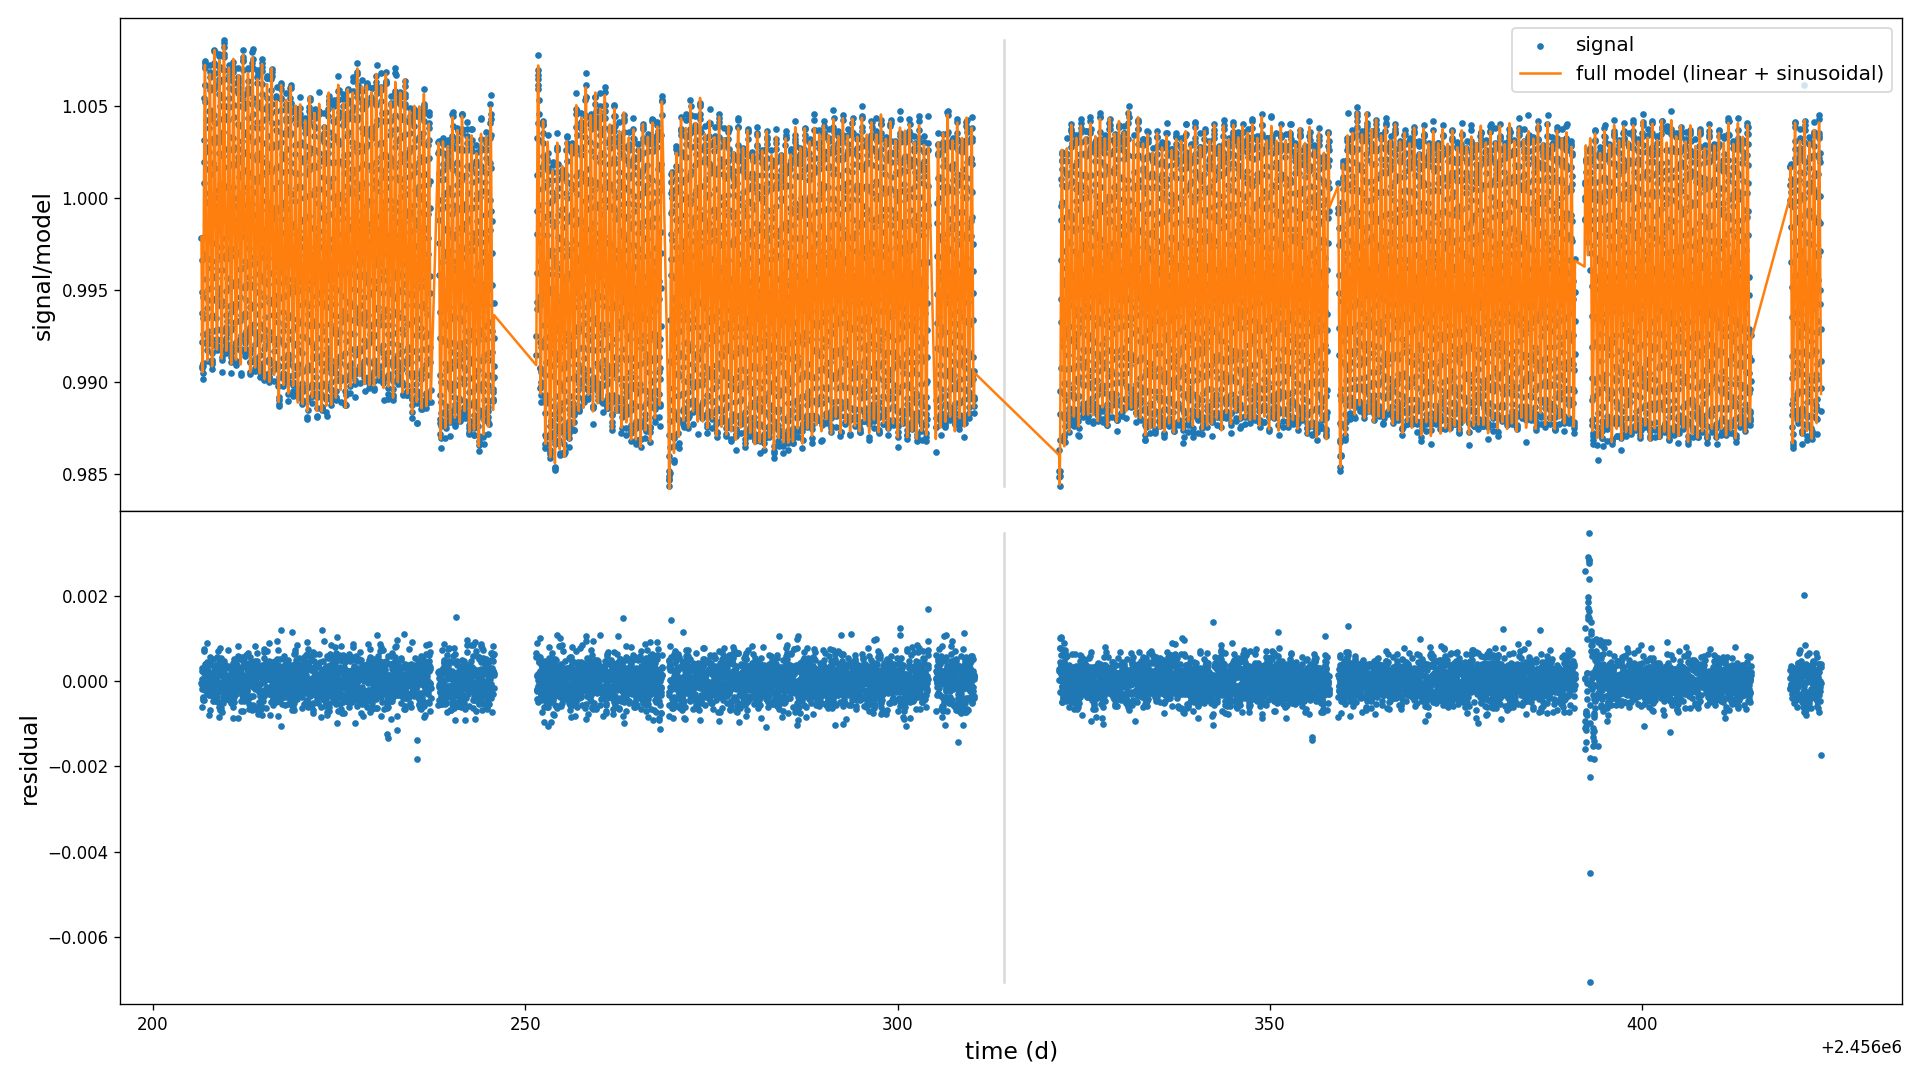 signal
full model (linear + sinusoidal)
signal/model
1.005
1.000
0.995
0.990
0.985
residual
0.002
0.000
−0.002
−0.004
−0.006
200
250
300
350
400
time (d)
+2.456e6